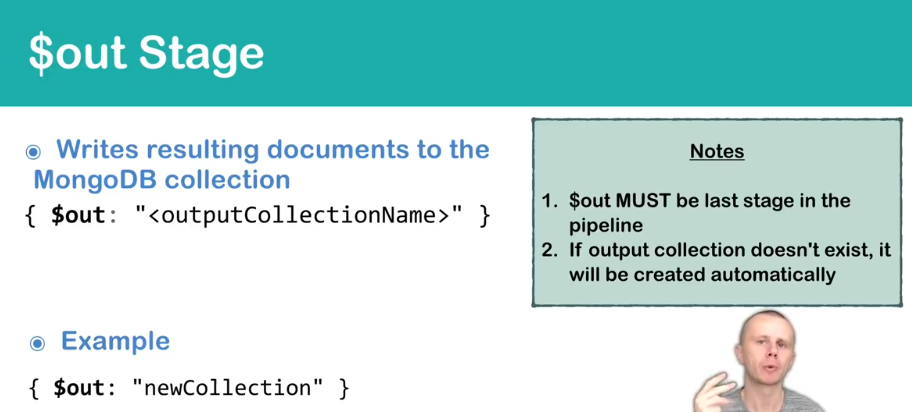 $out Stage
Writes resulting documents to the
MongoDB collection
{ $out: "<outputCollectionName>" }
Example
{ $out: "newCollection" }
Notes
1. $out MUST be last stage in the
pipeline
2. If output collection doesn't exist, it
will be created automatically